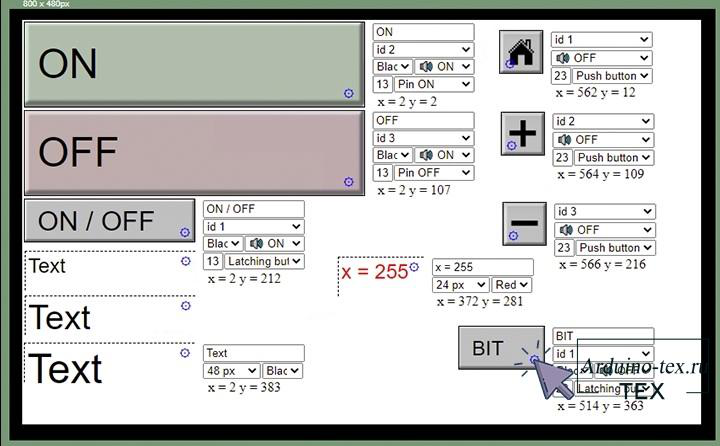 800 x 480px
ON
ON
id 2
Blac ON
13 Pin ON
x = 2 y = 2
id 1
OFF
23 Push button
x = 562 y = 12
OFF
OFF
id 3
Blac ON
13 Pin OFF
x = 2 y = 107
+
id 2
OFF
23 Push button
x = 564 y = 109
ON / OFF
ON / OFF
id 1
Blac ON
13 Latching but
x = 2 y = 212
−
id 3
OFF
23 Push button
x = 566 y = 216
Text
x = 255
x = 255
24 px Red
x = 372 y = 281
Text
Text
Text
48 px Blac
x = 2 y = 383
BIT
BIT
id 1
Latching but
x = 514 y = 363
Arduino-tex.ru
TEX